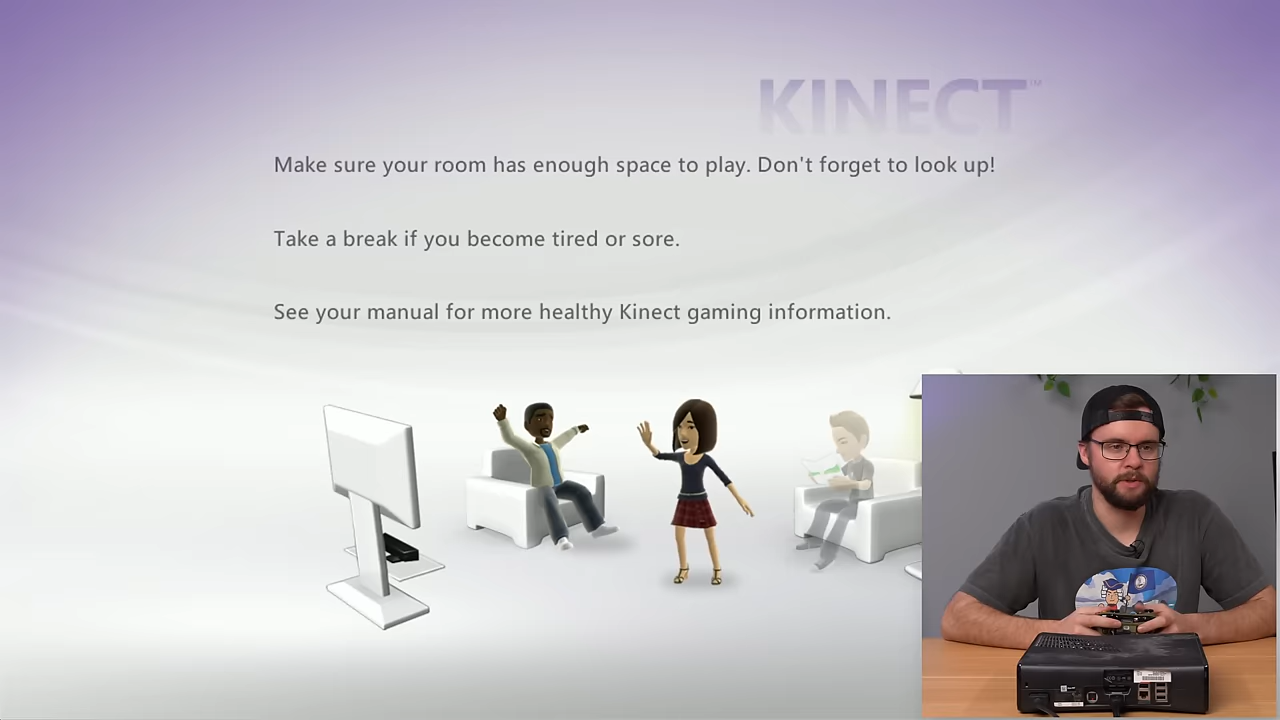 KINECT™
Make sure your room has enough space to play. Don't forget to look up!
Take a break if you become tired or sore.
See your manual for more healthy Kinect gaming information.